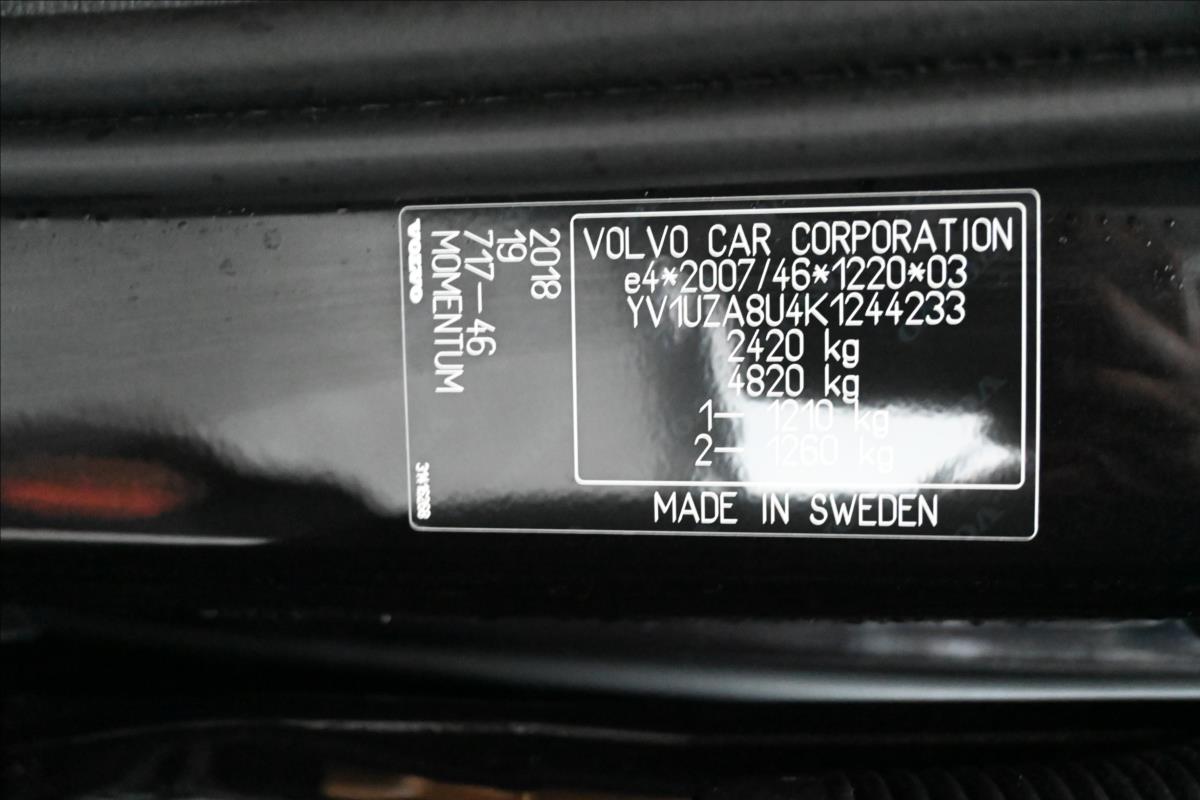 VOLVO CAR CORPORATION
e4*2007/46*1220*03
YV1UZA8U4K1244233
2420 kg
4820 kg
1— 1210 kg
2— 1260 kg
MADE IN SWEDEN
2018
19
717—46
MOMENTUM
VOLVO